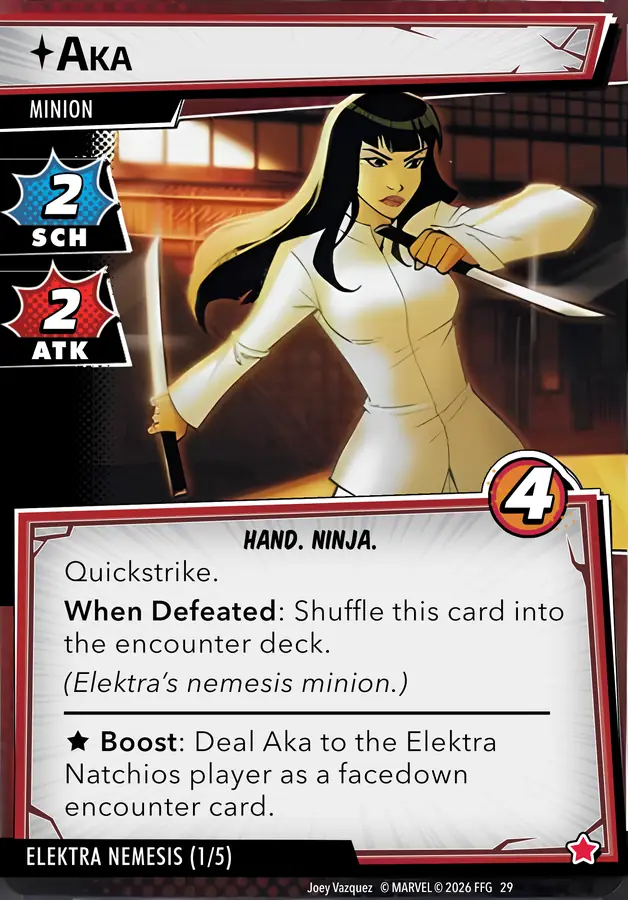 AKA
MINION
2
SCH
2
ATK
4
HAND. NINJA.
Quickstrike.
When Defeated: Shuffle this card into
the encounter deck.
(Elektra's nemesis minion.)
★ Boost: Deal Aka to the Elektra
Natchios player as a facedown
encounter card.
ELEKTRA NEMESIS (1/5)
Joey Vazquez © MARVEL © 2026 FFG 29